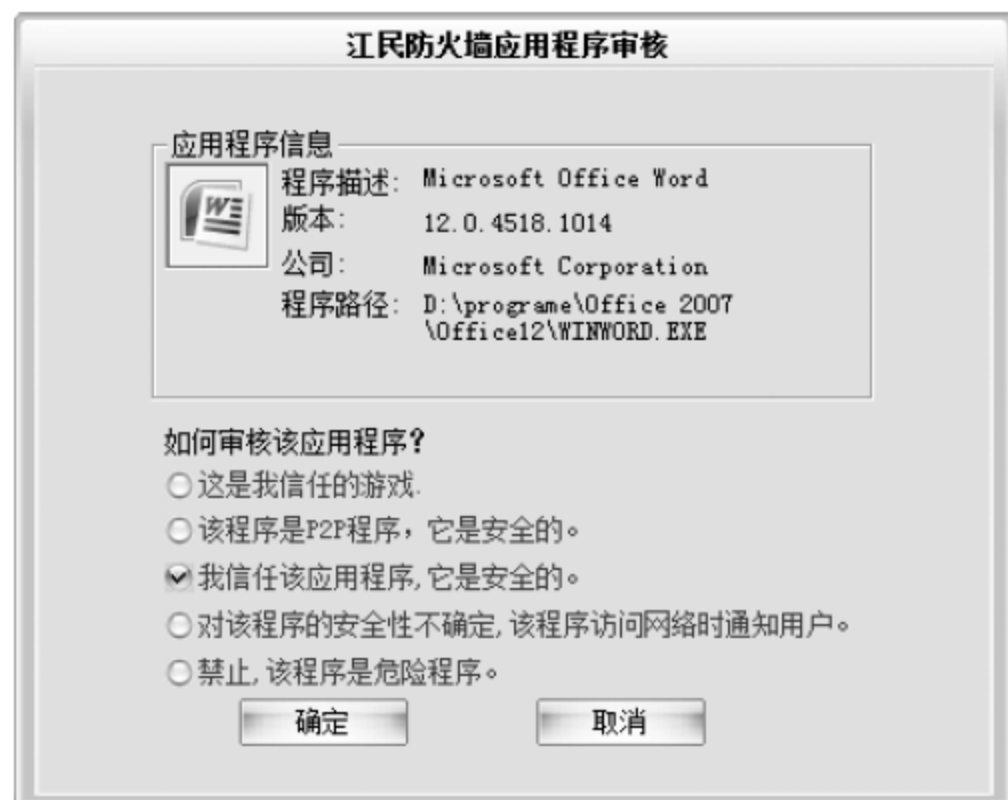 江民防火墙应用程序审核
应用程序信息
程序描述: Microsoft Office Word
版本: 12.0.4518.1014
公司: Microsoft Corporation
程序路径: D:\programe\Office 2007
\Office12\WINWORD.EXE
如何审核该应用程序?
这是我信任的游戏.
该程序是P2P程序，它是安全的。
我信任该应用程序,它是安全的。
对该程序的安全性不确定,该程序访问网络时通知用户。
禁止,该程序是危险程序。
确定 取消